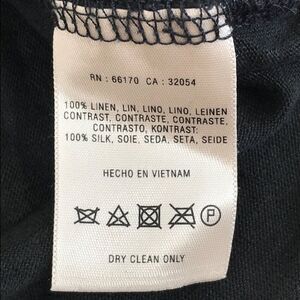 RN : 66170 CA : 32054
100% LINEN, LIN, LINO, LINO, LEINEN
CONTRAST, CONTRASTE, CONTRASTE,
CONTRASTO, KONTRAST:
100% SILK, SOIE, SEDA, SETA, SEIDE
HECHO EN VIETNAM
P
DRY CLEAN ONLY